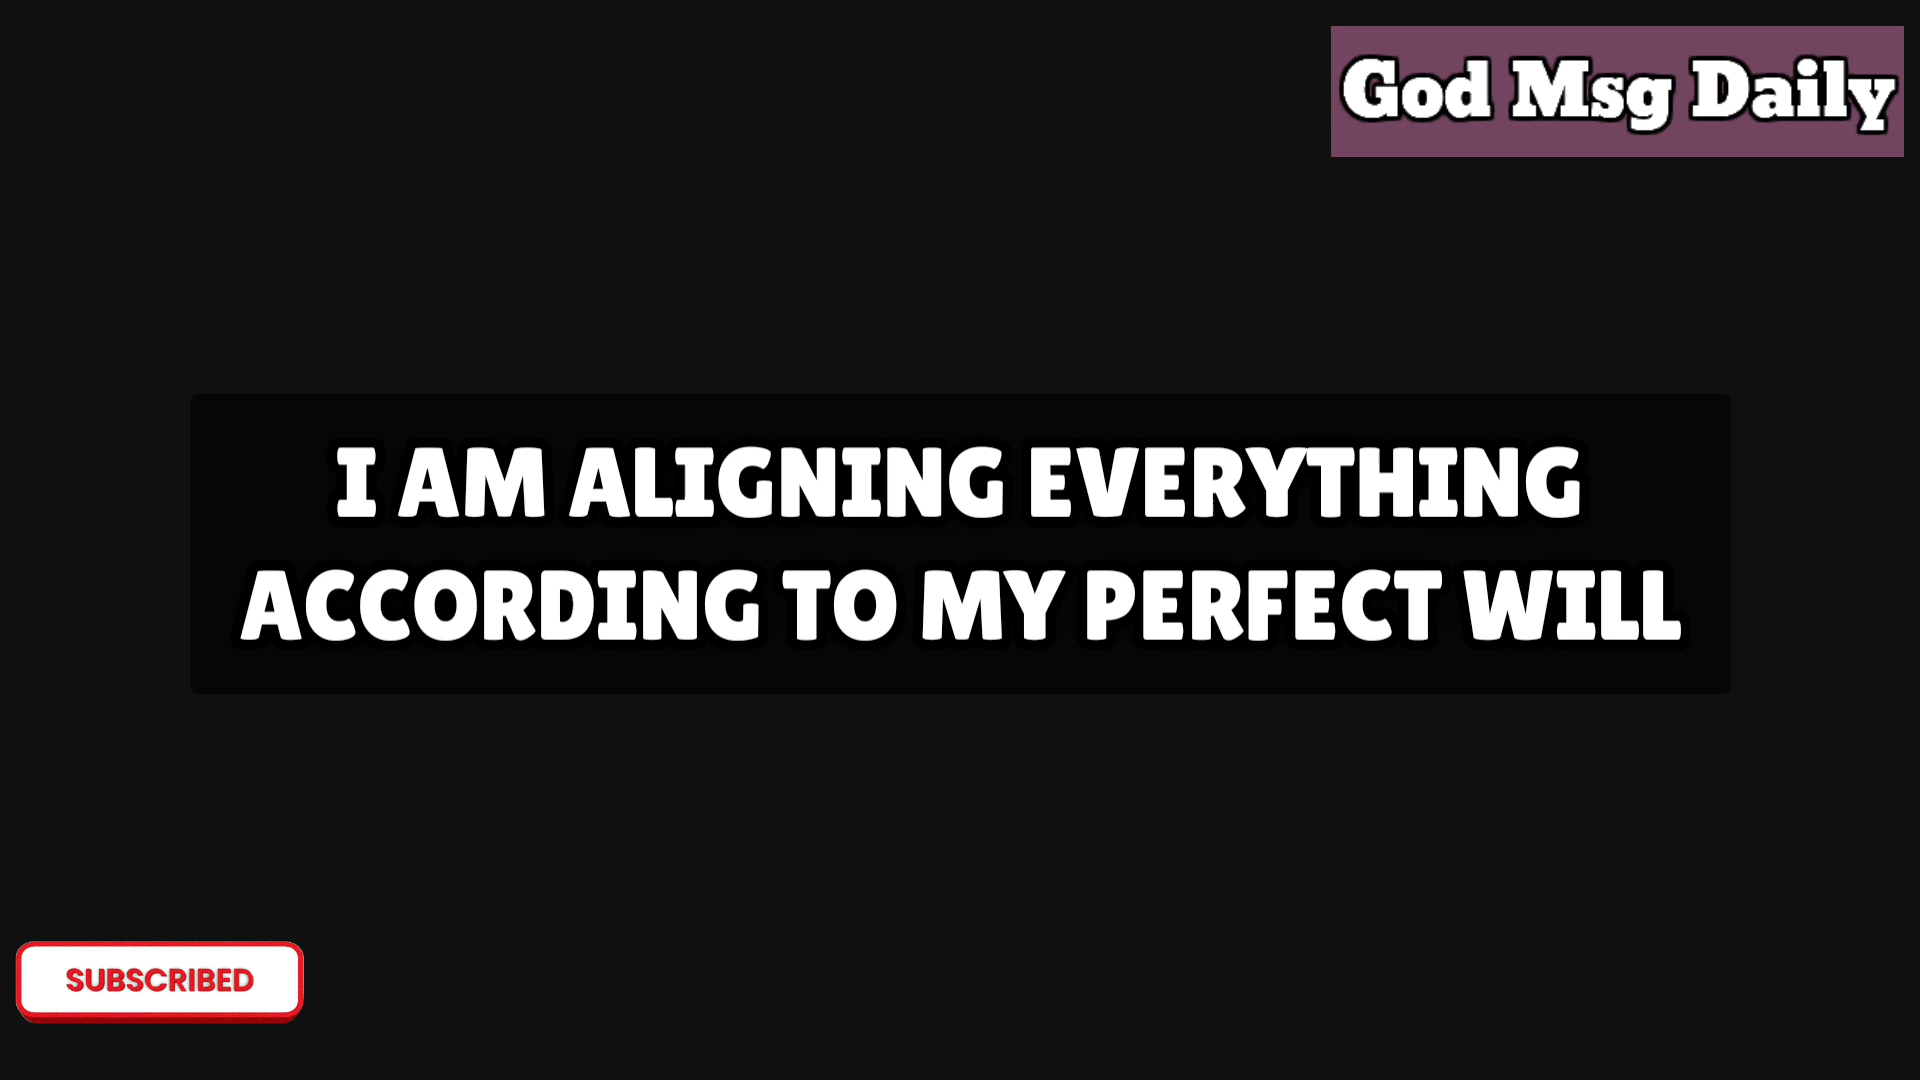 God Msg Daily
I AM ALIGNING EVERYTHING
ACCORDING TO MY PERFECT WILL
SUBSCRIBED